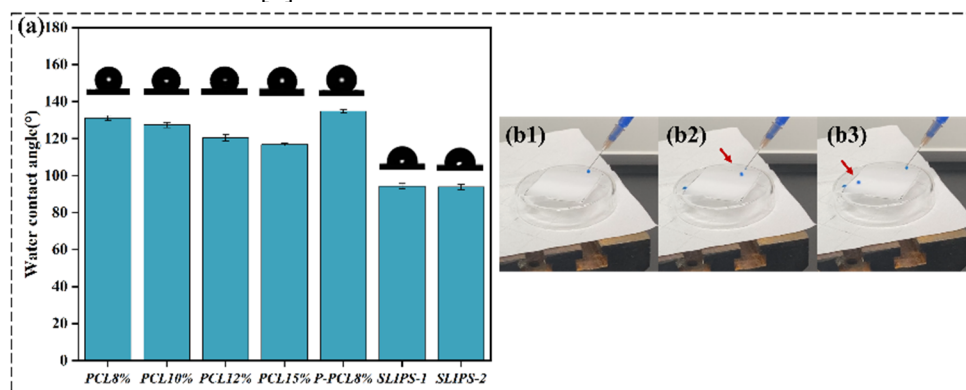 (a)
180
160
140
120
100
80
60
40
20
0
Water contact angle(°)
PCL8% PCL10% PCL12% PCL15% P-PCL8% SLIPS-1 SLIPS-2
(b1) (b2) (b3)